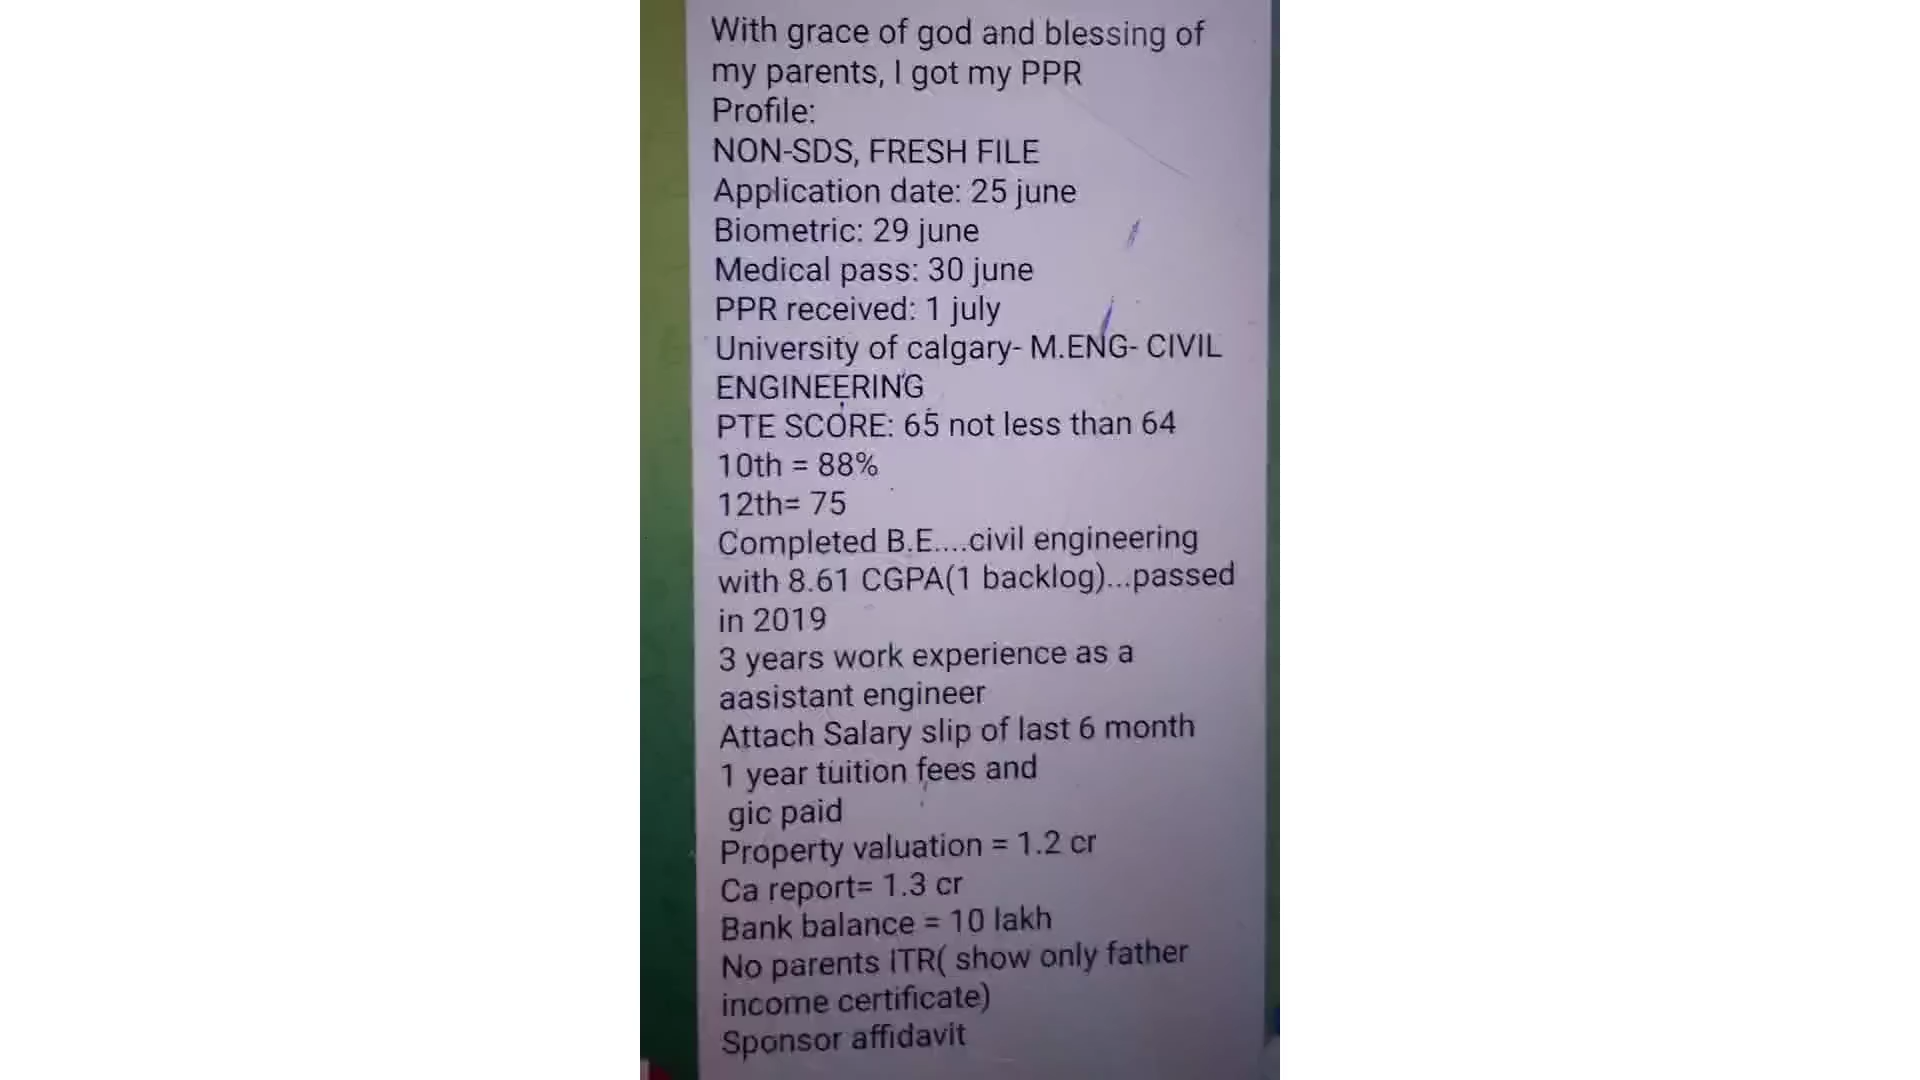 With grace of god and blessing of
my parents, I got my PPR
Profile:
NON-SDS, FRESH FILE
Application date: 25 june
Biometric: 29 june
Medical pass: 30 june
PPR received: 1 july
University of calgary- M.ENG- CIVIL
ENGINEERING
PTE SCORE: 65 not less than 64
10th = 88%
12th= 75
Completed B.E....civil engineering
with 8.61 CGPA(1 backlog)...passed
in 2019
3 years work experience as a
aasistant engineer
Attach Salary slip of last 6 month
1 year tuition fees and
gic paid
Property valuation = 1.2 cr
Ca report= 1.3 cr
Bank balance = 10 lakh
No parents ITR( show only father
income certificate)
Sponsor affidavit